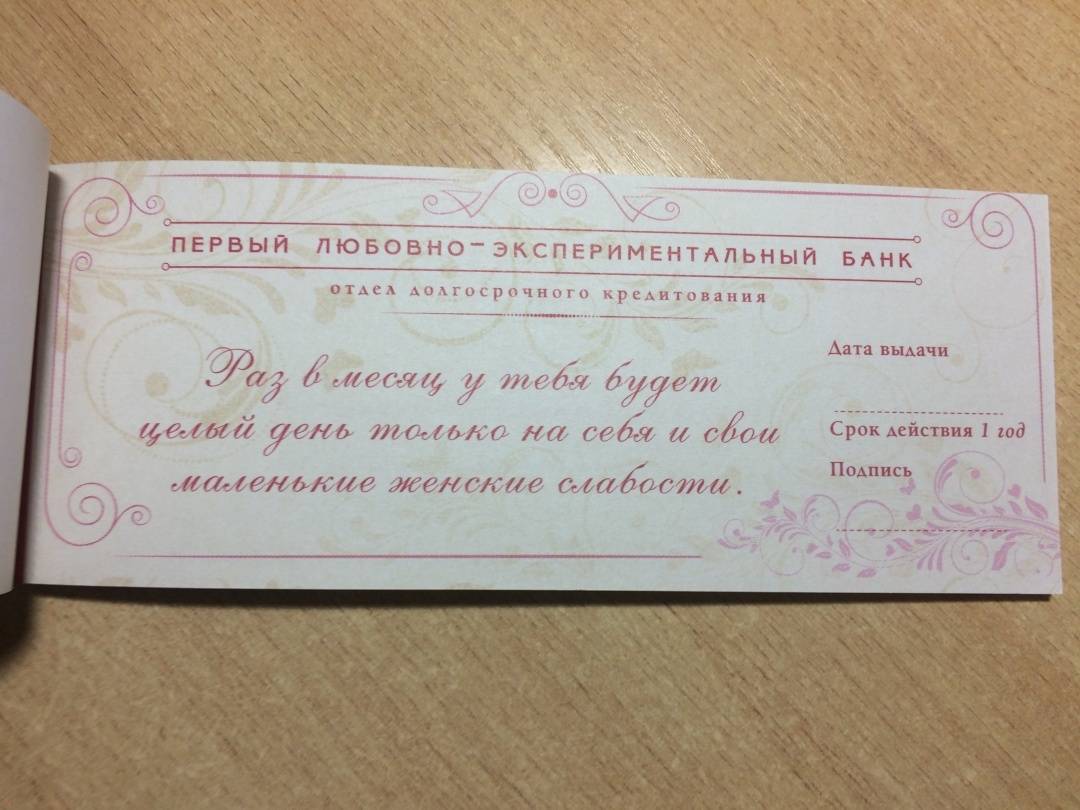 ПЕРВЫЙ ЛЮБОВНО-ЭКСПЕРИМЕНТАЛЬНЫЙ БАНК
отдел долгосрочного кредитования
Раз в месяц у тебя будет
целый день только на себя и свои
маленькие женские слабости.
Дата выдачи
Срок действия 1 год
Подпись